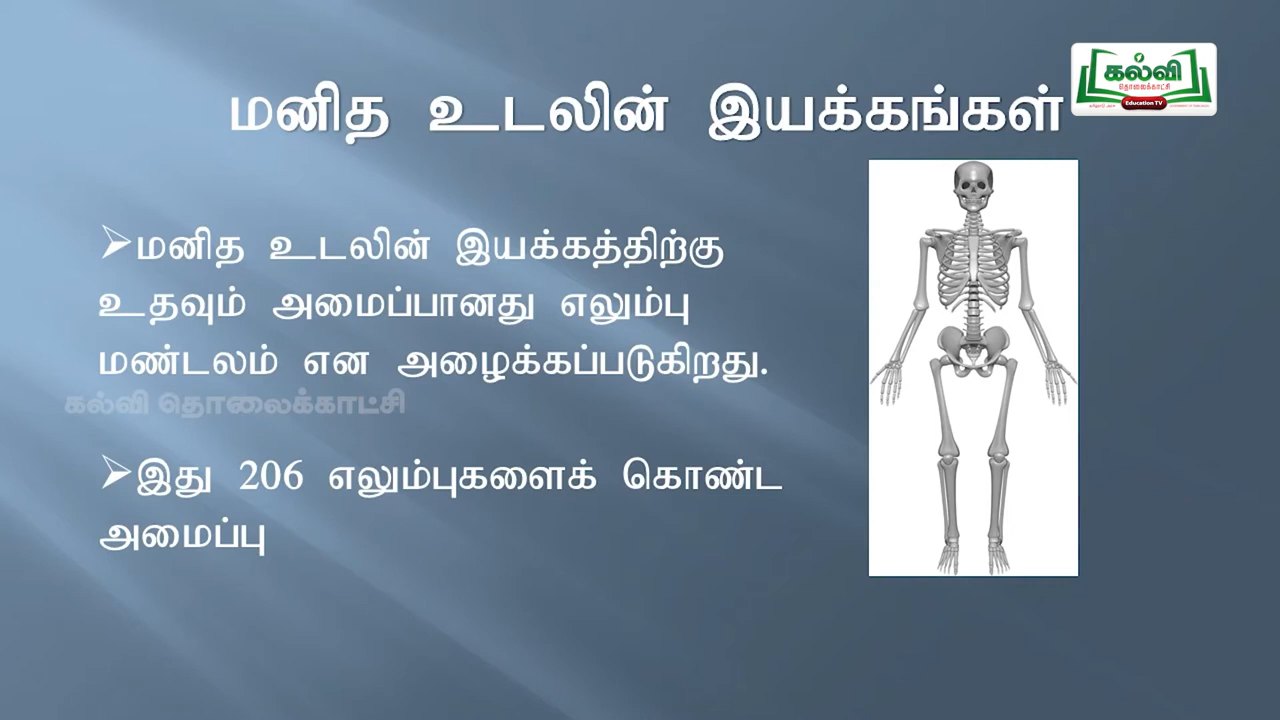 கல்வி
தொலைக்காட்சி
Education TV
மனித உடலின் இயக்கங்கள்
➢மனித உடலின் இயக்கத்திற்கு
உதவும் அமைப்பானது எலும்பு
மண்டலம் என அழைக்கப்படுகிறது.
கல்வி தொலைக்காட்சி
➢இது 206 எலும்புகளைக் கொண்ட
அமைப்பு